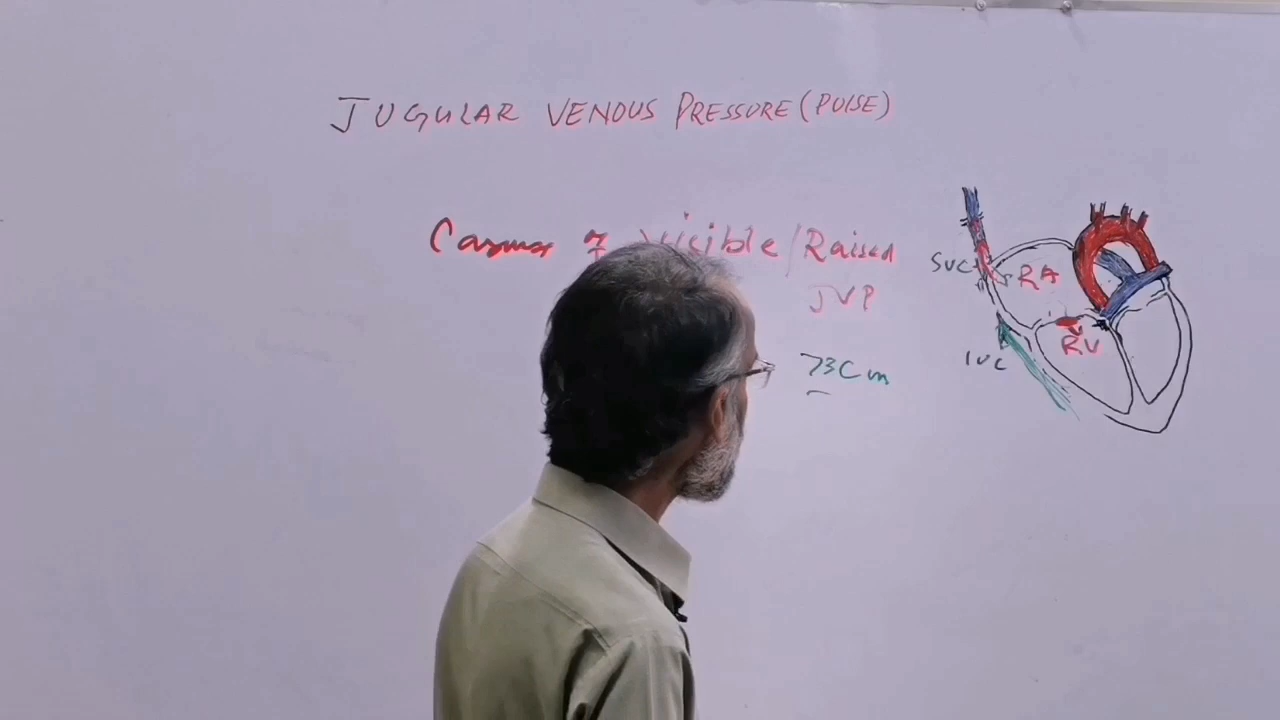 JUGULAR VENOUS PRESSURE (PULSE)
Causes of Visible/Raised
JVP
>3Cm
SVC
RA
RV
IVC